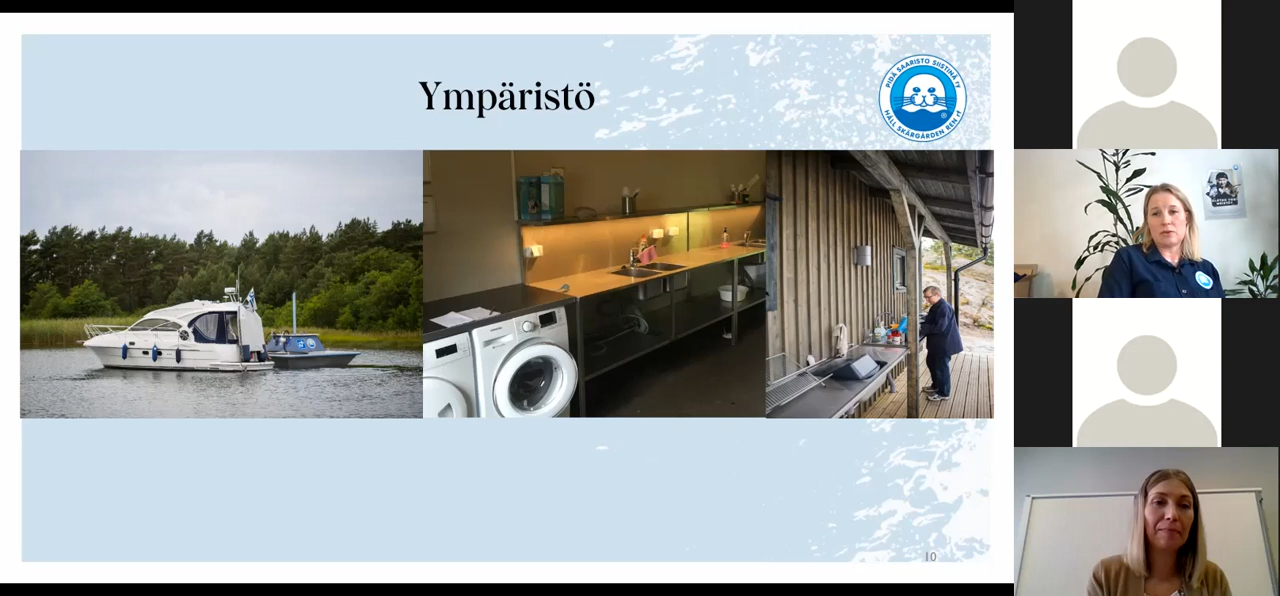 Ympäristö
PIDÄ SAARISTO SIISTINÄ ry
HÅLL SKÄRGÅRDEN REN rf
®
10